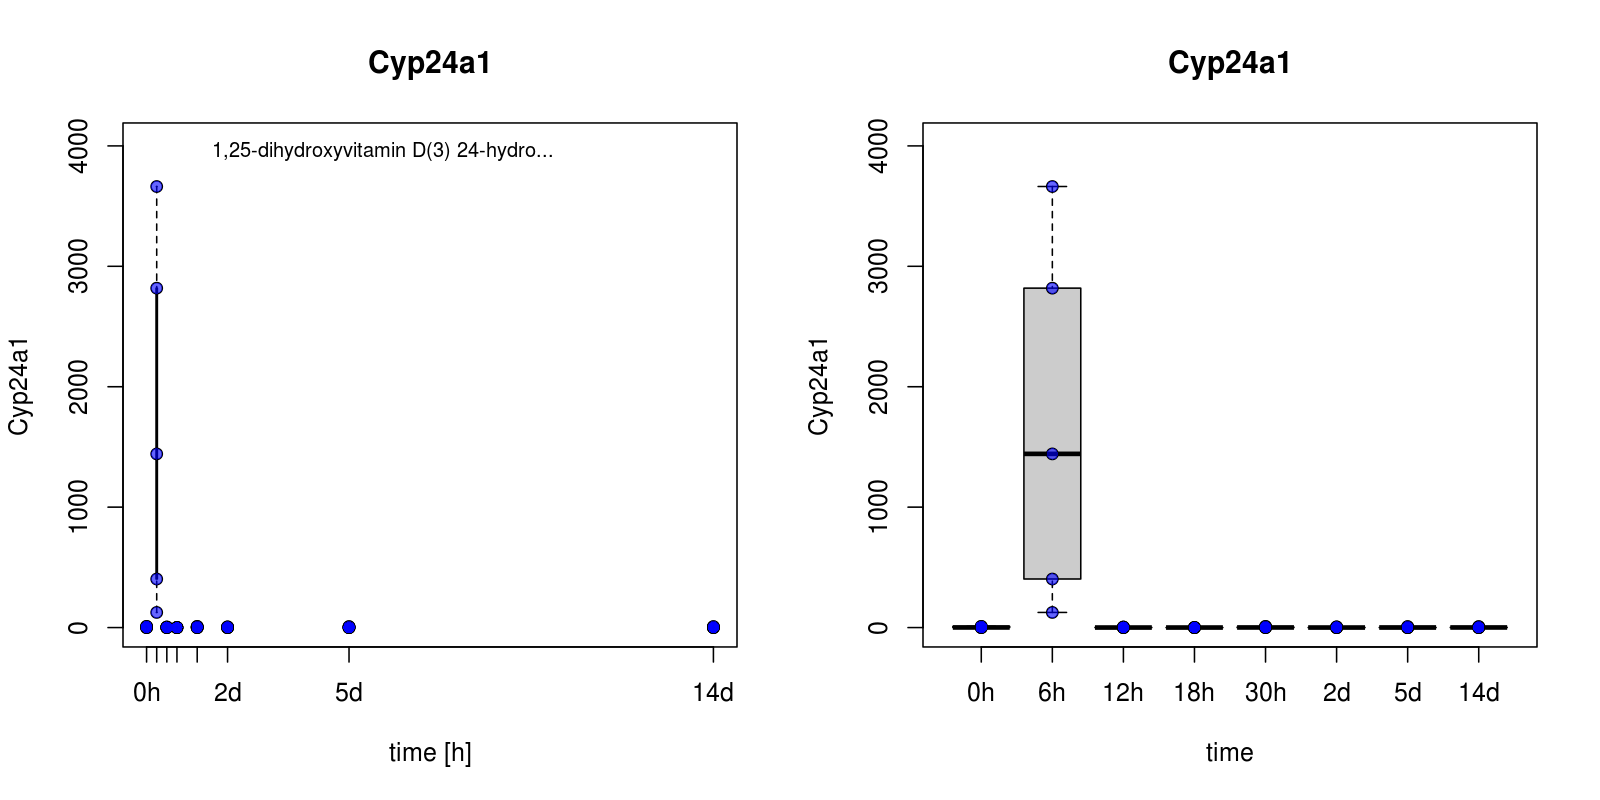 Cyp24a1
1,25-dihydroxyvitamin D(3) 24-hydro...
Cyp24a1
4000
3000
2000
1000
0
0h 2d 5d 14d
time [h]
Cyp24a1
Cyp24a1
4000
3000
2000
1000
0
0h 6h 12h 18h 30h 2d 5d 14d
time